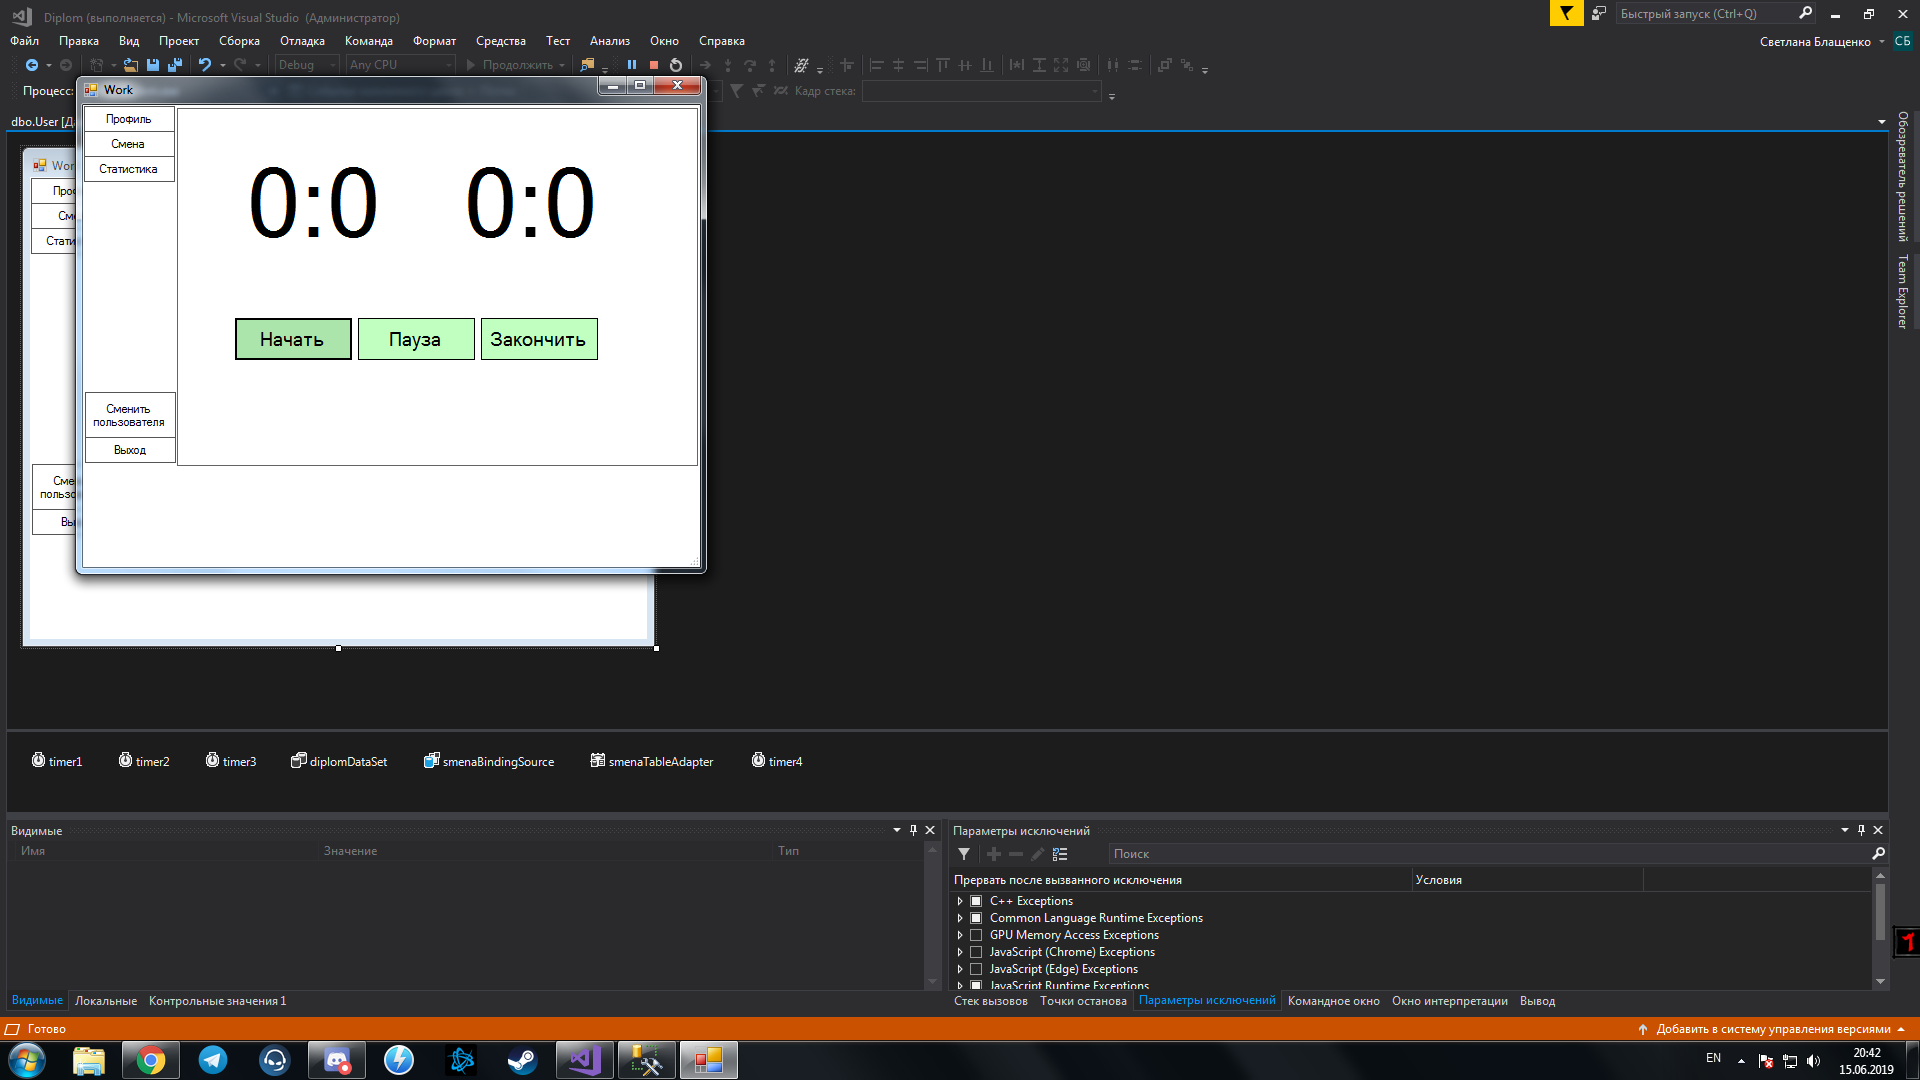 Diplom (выполняется) - Microsoft Visual Studio (Администратор)
Быстрый запуск (Ctrl+Q)
Файл Правка Вид Проект Сборка Отладка Команда Формат Средства Тест Анализ Окно Справка
Светлана Блащенко СБ
Debug Any CPU Продолжить
Процесс:
Кадр стека:
Work
dbo.User [Д
Профиль
Смена
Статистика
0:0 0:0
Начать Пауза Закончить
Сменить
пользователя
Выход
Wor
Проф
Сме
Стати
Сме
польз
Вы
Обозреватель решений
Team Explorer
timer1 timer2 timer3 diplomDataSet smenaBindingSource smenaTableAdapter timer4
Видимые
Имя Значение Тип
Видимые Локальные Контрольные значения 1
Параметры исключений
Поиск
Прервать после вызванного исключения Условия
C++ Exceptions
Common Language Runtime Exceptions
GPU Memory Access Exceptions
JavaScript (Chrome) Exceptions
JavaScript (Edge) Exceptions
JavaScript Runtime Exceptions
Стек вызовов Точки останова Параметры исключений Командное окно Окно интерпретации Вывод
Готово
Добавить в систему управления версиями
EN
20:42
15.06.2019